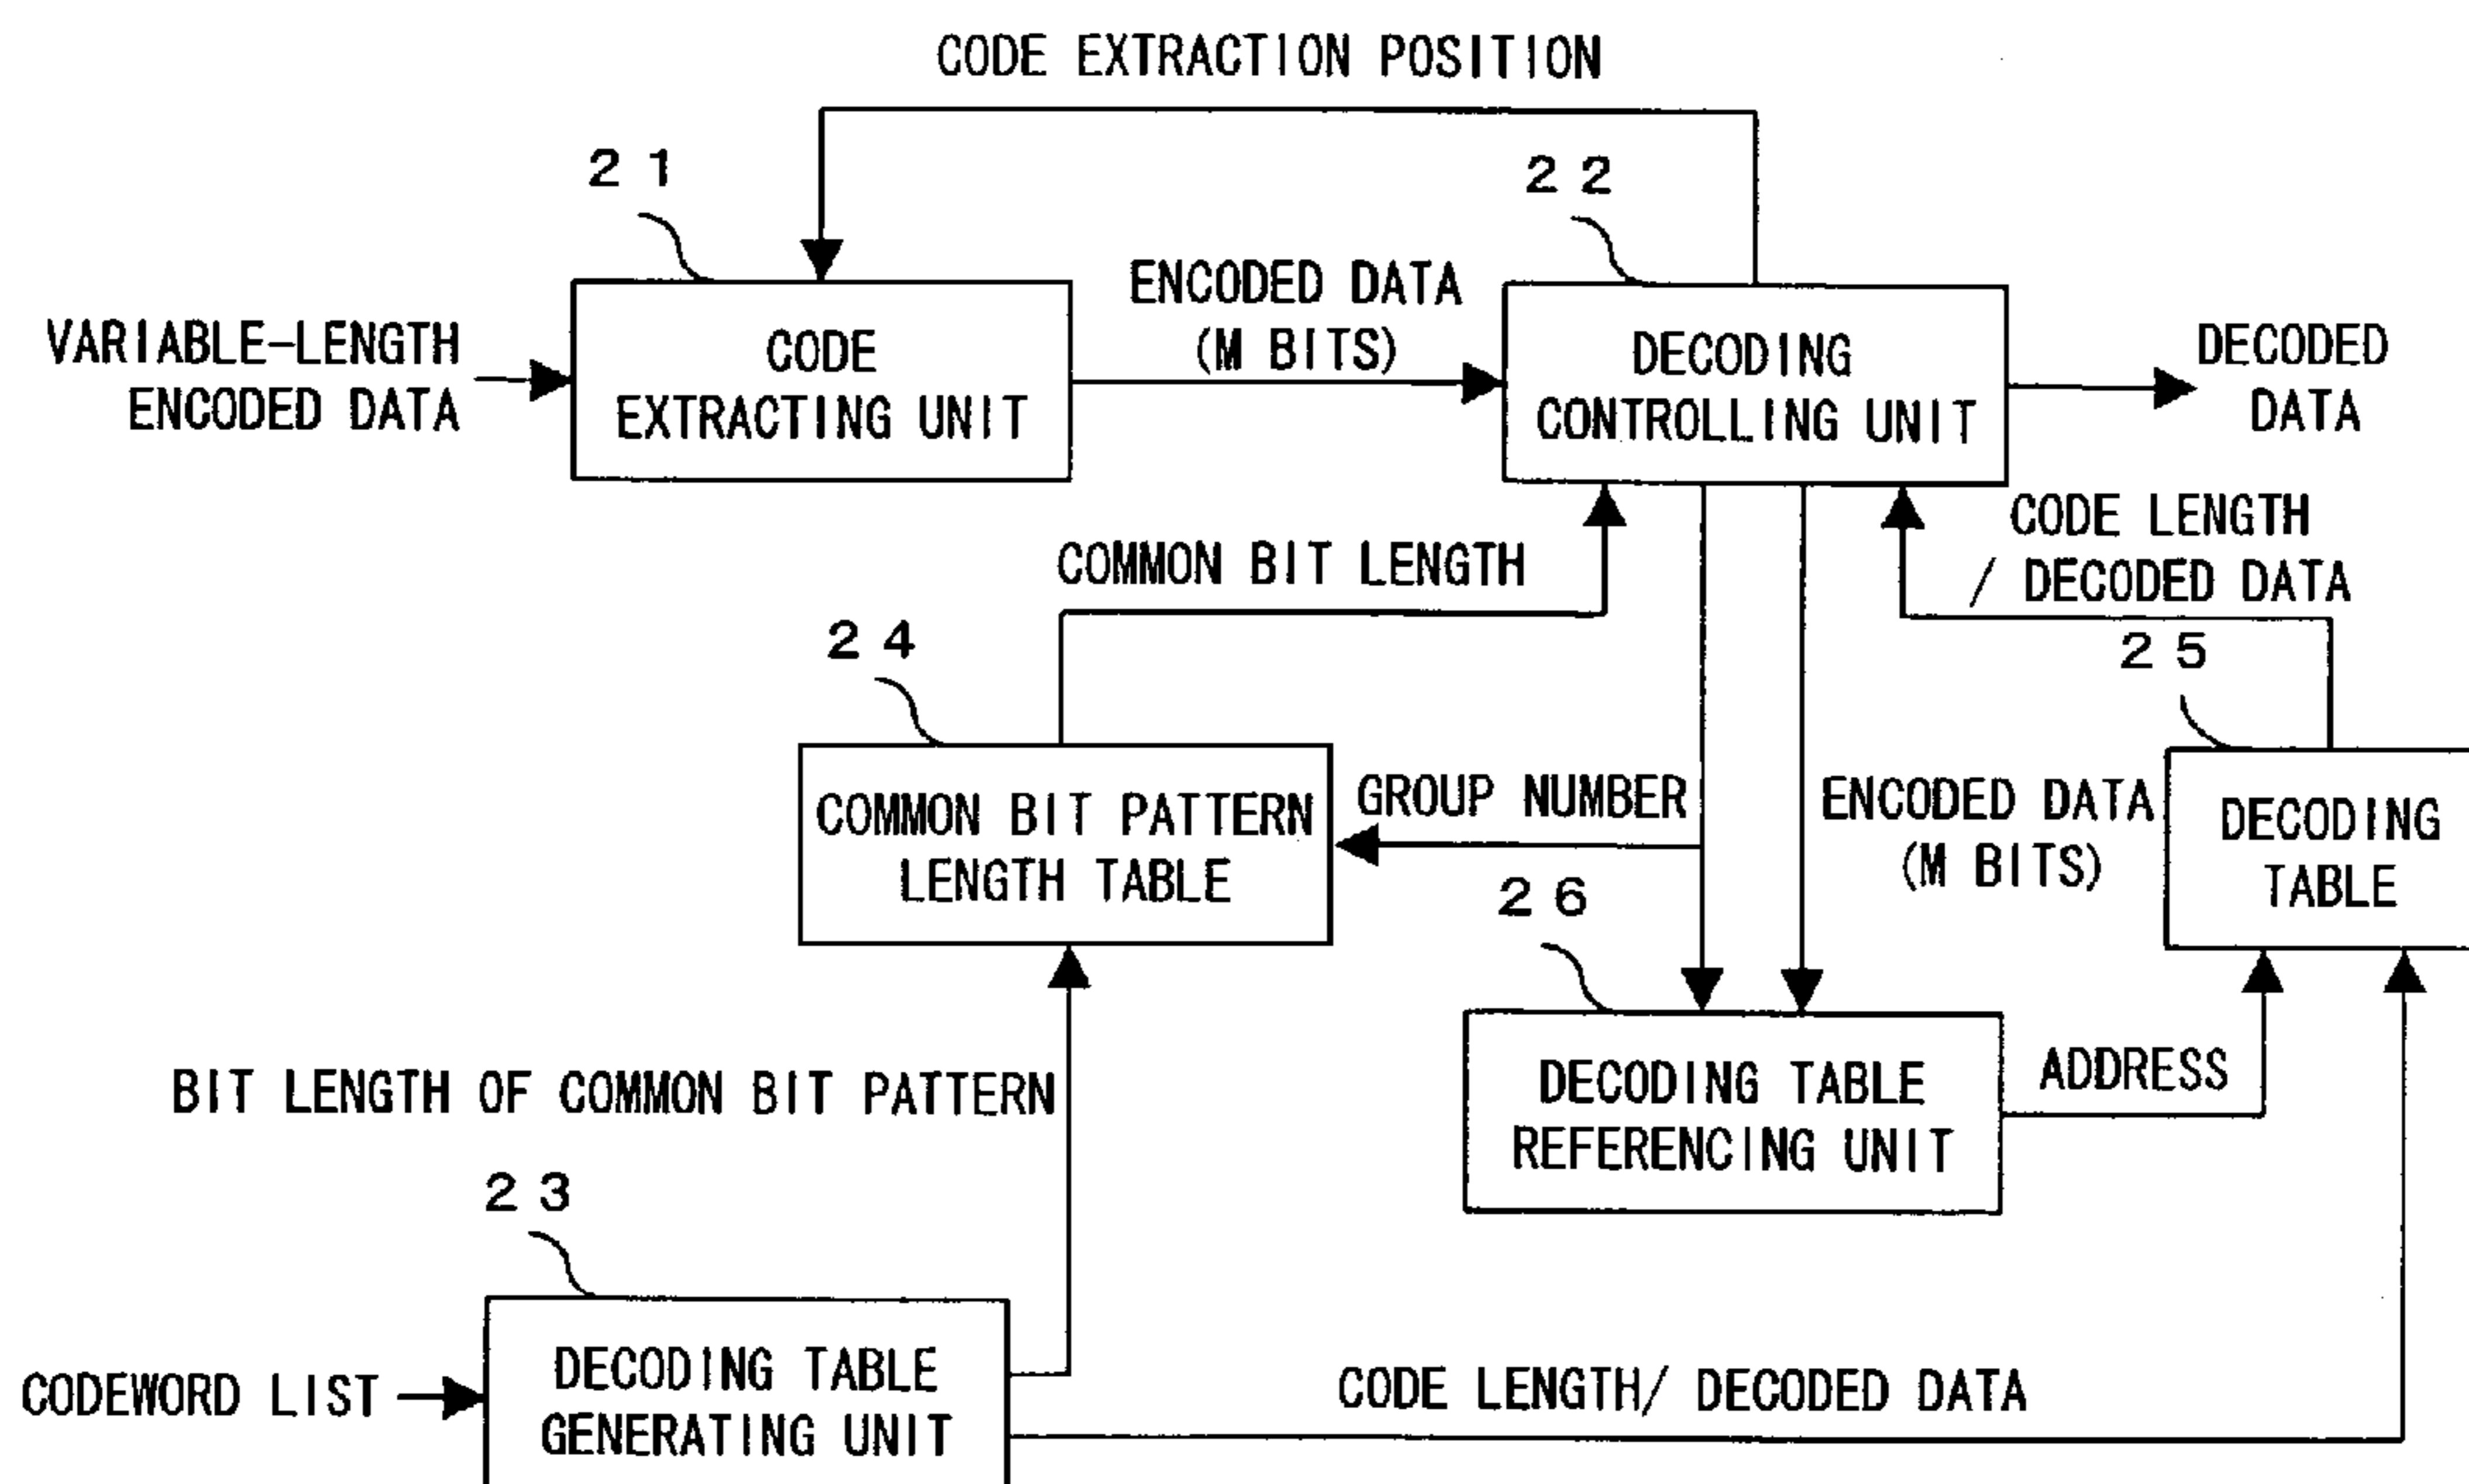 CODE EXTRACTION POSITION
21
22
VARIABLE-LENGTH
ENCODED DATA
CODE
EXTRACTING UNIT
ENCODED DATA
(M BITS)
DECODING
CONTROLLING UNIT
DECODED
DATA
COMMON BIT LENGTH
CODE LENGTH
/ DECODED DATA
24
25
COMMON BIT PATTERN
LENGTH TABLE
GROUP NUMBER
ENCODED DATA
(M BITS)
DECODING
TABLE
26
BIT LENGTH OF COMMON BIT PATTERN
DECODING TABLE
REFERENCING UNIT
ADDRESS
23
CODEWORD LIST
DECODING TABLE
GENERATING UNIT
CODE LENGTH/ DECODED DATA